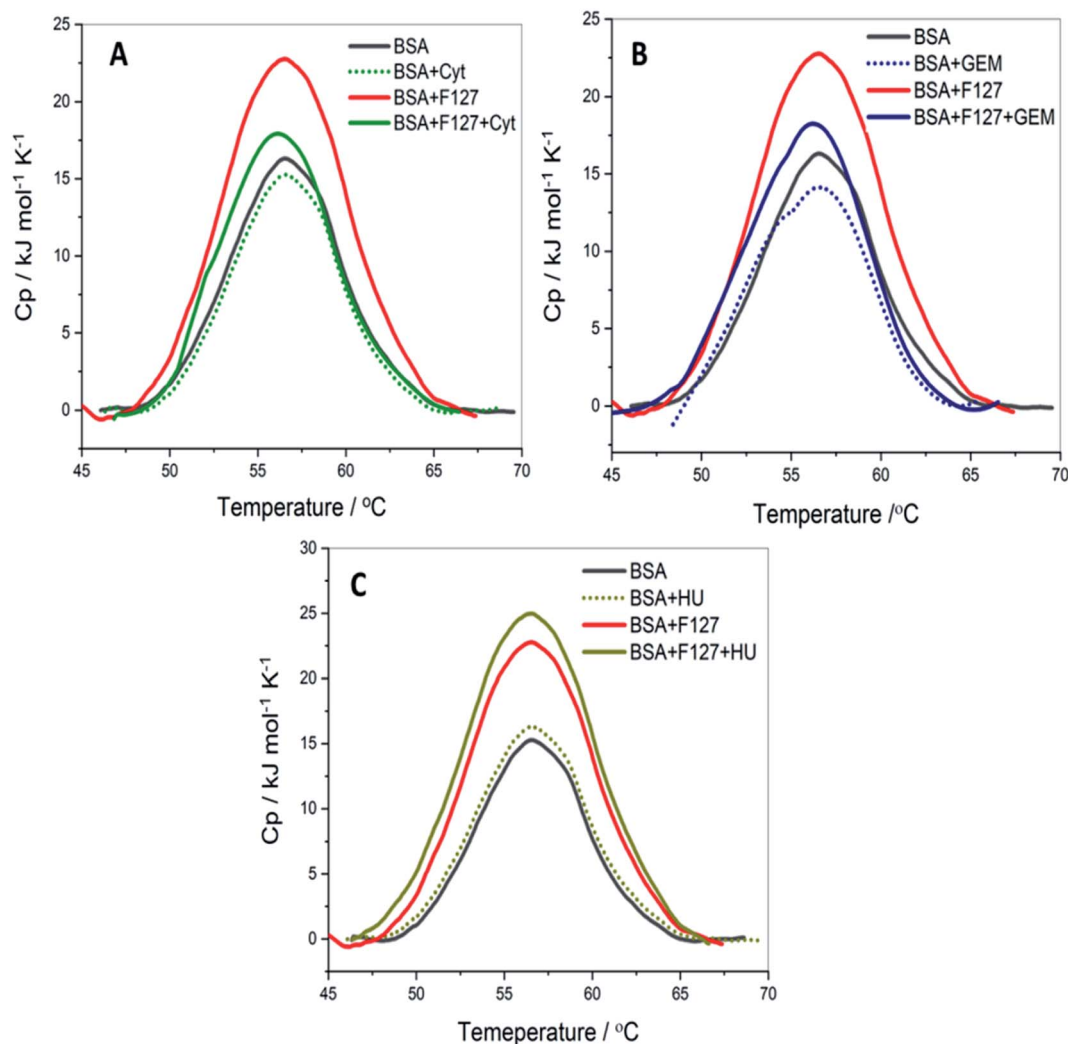 A
BSA
BSA+Cyt
BSA+F127
BSA+F127+Cyt
25
20
15
10
5
0
Cp / kJ mol⁻¹ K⁻¹
45 50 55 60 65 70
Temperature / ºC
B
BSA
BSA+GEM
BSA+F127
BSA+F127+GEM
25
20
15
10
5
0
Cp / kJ mol⁻¹ K⁻¹
45 50 55 60 65 70
Temperature /ºC
C
BSA
BSA+HU
BSA+F127
BSA+F127+HU
30
25
20
15
10
5
0
Cp / kJ mol⁻¹ K⁻¹
45 50 55 60 65 70
Temeperature / ºC